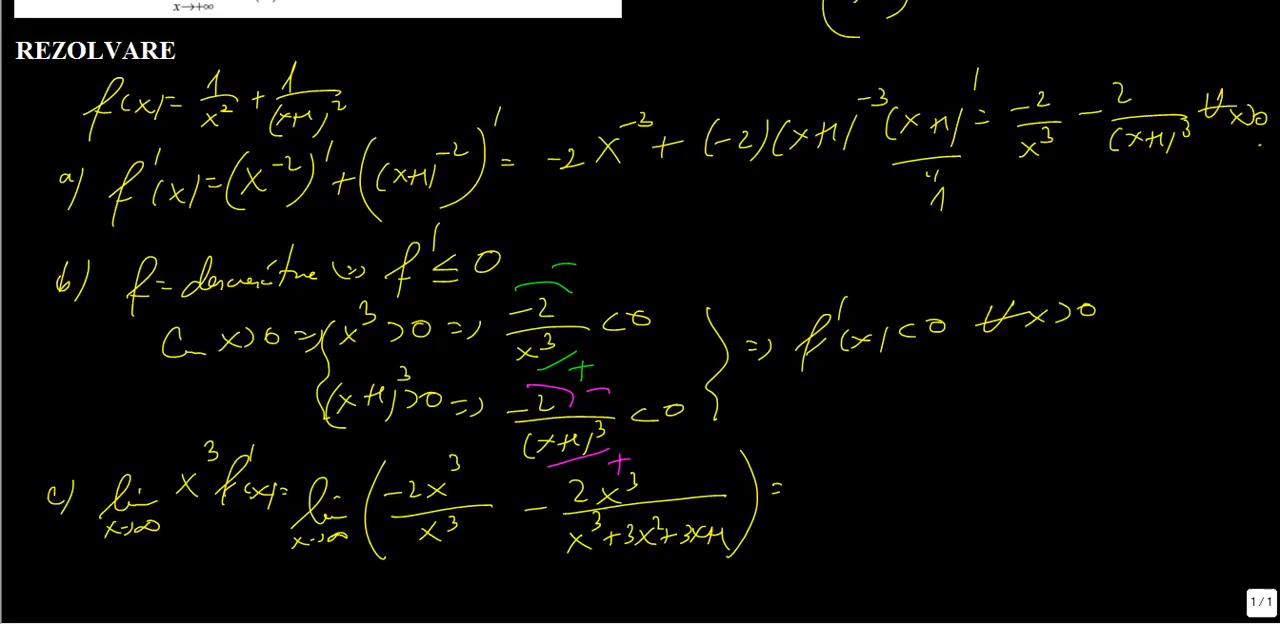 x→+∞
REZOLVARE
f(x)= 1/x² + 1/(x+1)²
a) f'(x)=(x⁻²)'+((x+1)⁻²)' = -2x⁻³+(-2)(x+1)⁻³(x+1)' = -2/x³ - 2/(x+1)³ ∀x>0.
"1
b) f= descrescătoare (=) f'≤0
Cum x>0 =) { x³>0 =) -2/x³ <0
(x+1)³>0 =) -2/(x+1)³ <0 } =) f'(x)<0 ∀x>0
c) lim x→∞ x³f'(x)= lim x→∞ ( -2x³/x³ - 2x³/(x³+3x²+3x+1) ) =
1/1